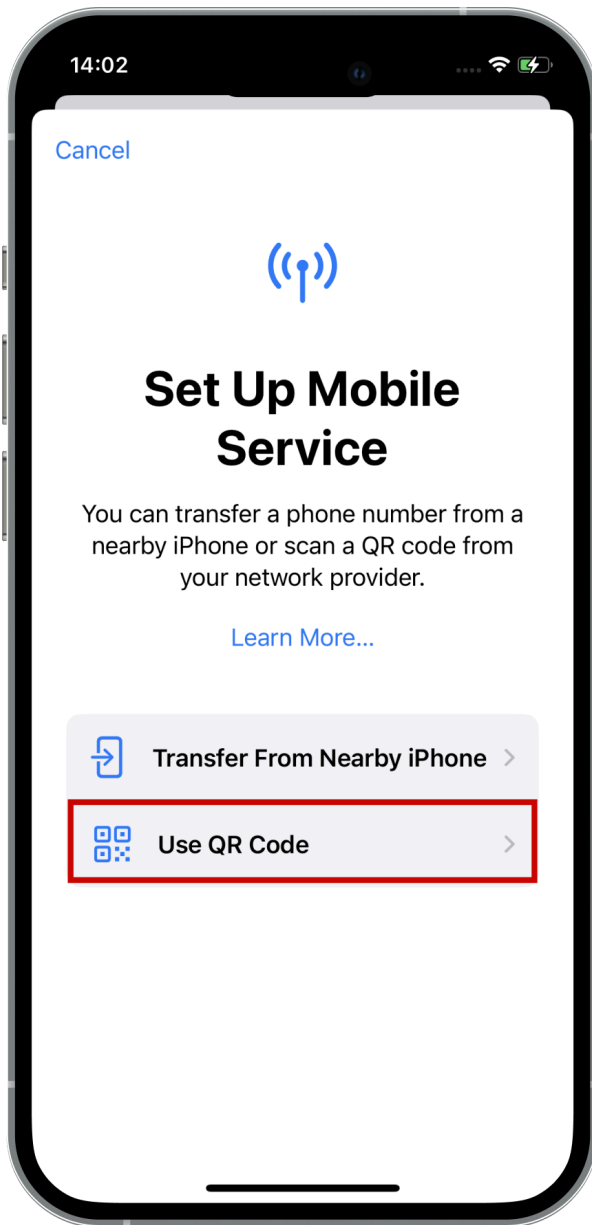 14:02
Cancel
Set Up Mobile
Service
You can transfer a phone number from a
nearby iPhone or scan a QR code from
your network provider.
Learn More...
Transfer From Nearby iPhone
Use QR Code